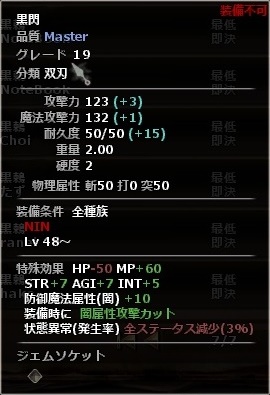 装備不可
黒閃
品質 Master
グレード 19
分類 双刃
攻撃力 123 (+3)
魔法攻撃力 132 (+1)
耐久度 50/50 (+15)
重量 2.00
硬度 2
物理属性 斬50 打0 突50
装備条件 全種族
NIN
Lv 48～
特殊効果 HP-50 MP+60
STR+7 AGI+7 INT+5
防御魔法属性(闇) +10
装備時に 闇属性攻撃カット
状態異常(発生率) 全ステータス減少(3%)
ジェムソケット